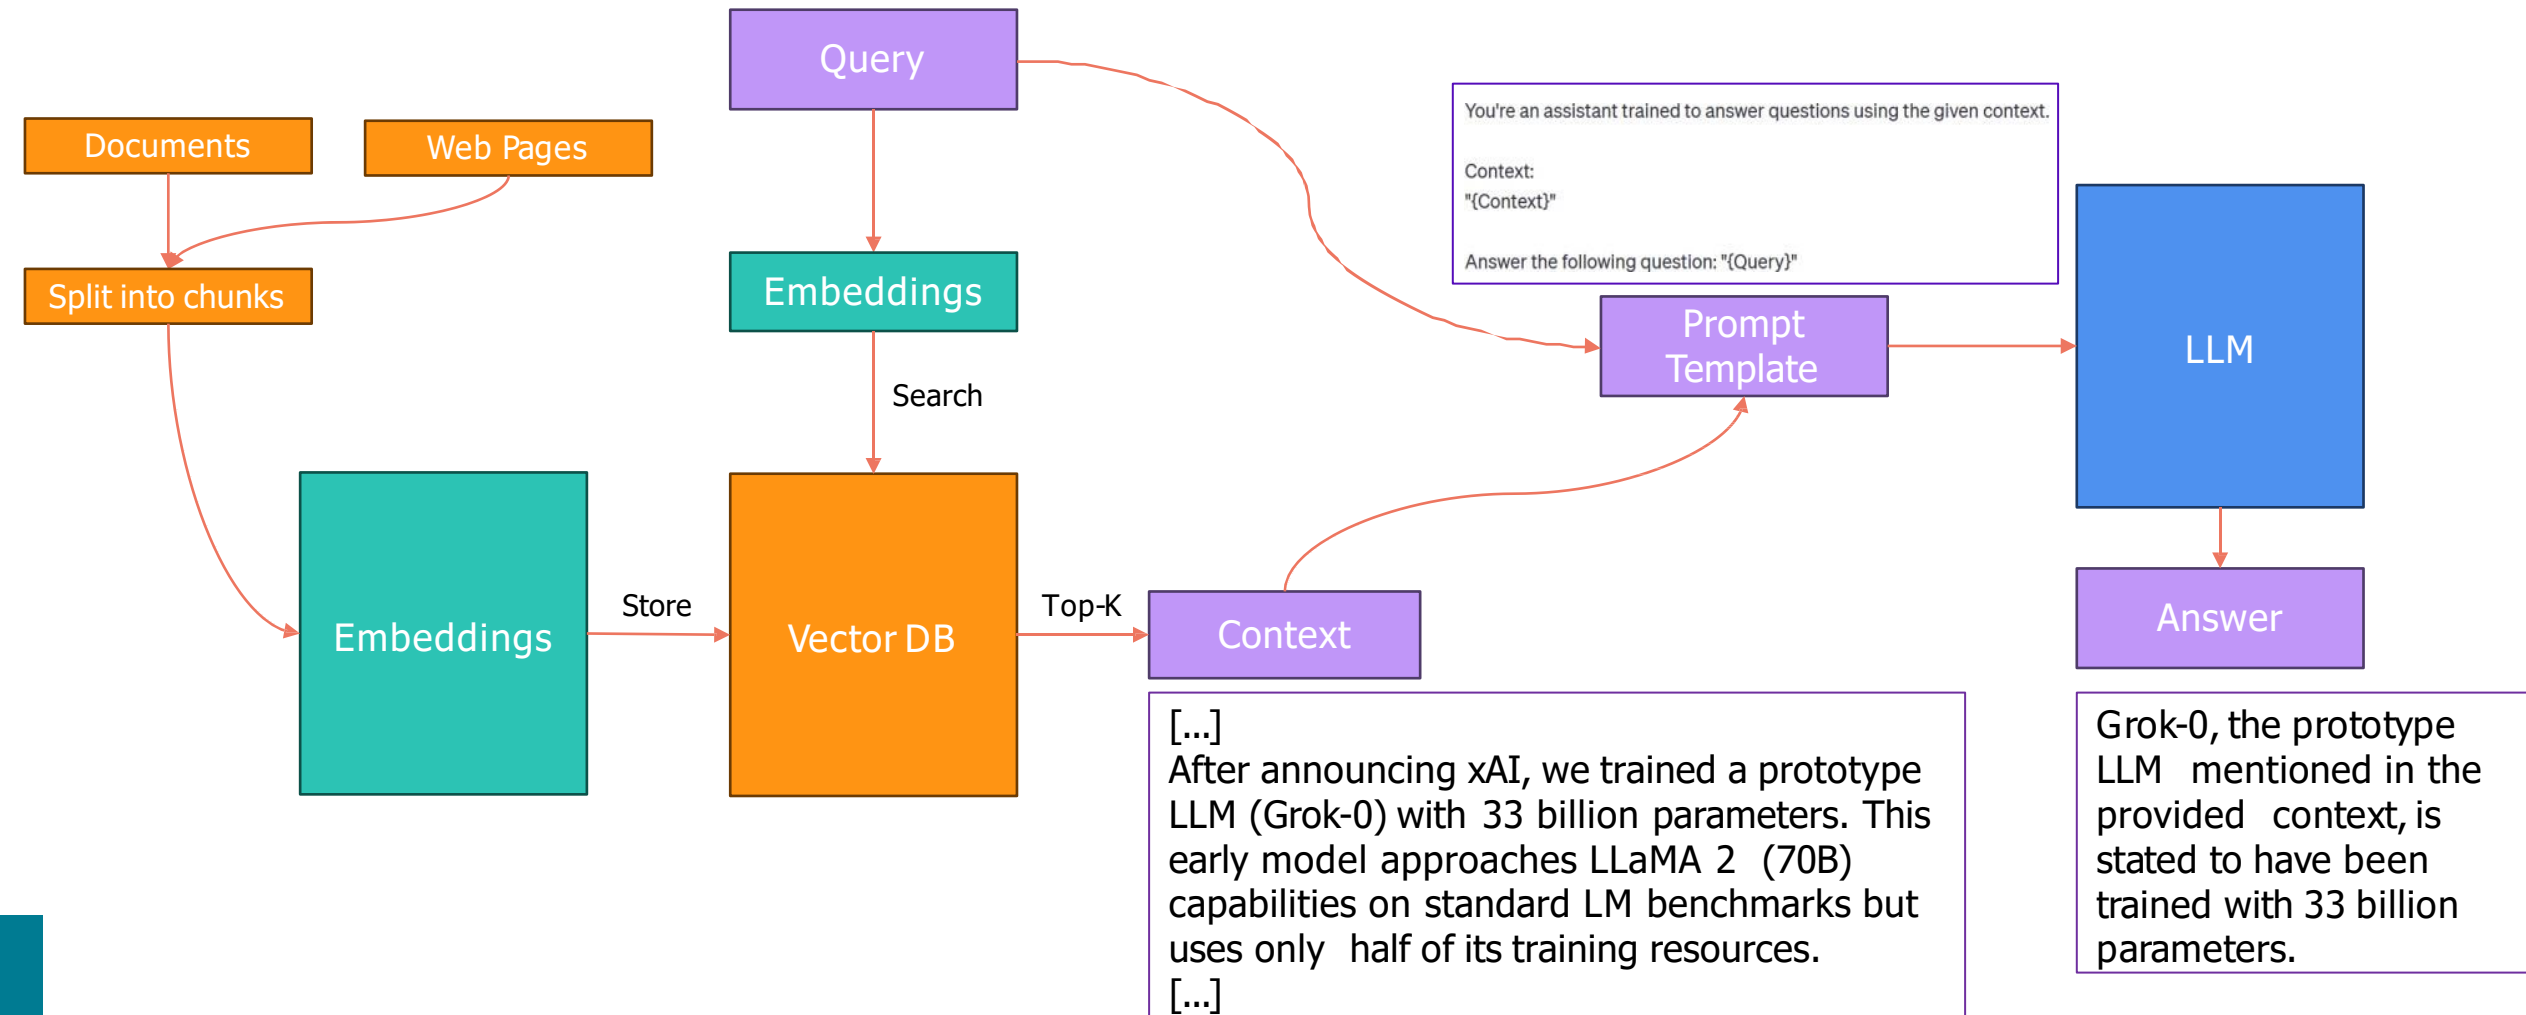 Query
Documents
Web Pages
Split into chunks
Embeddings
Search
Embeddings
Store
Vector DB
Top-K
Context
[...]
After announcing xAI, we trained a prototype
LLM (Grok-0) with 33 billion parameters. This
early model approaches LLaMA 2 (70B)
capabilities on standard LM benchmarks but
uses only half of its training resources.
[...]
You're an assistant trained to answer questions using the given context.
Context:
"{Context}"
Answer the following question: "{Query}"
Prompt
Template
LLM
Answer
Grok-0, the prototype
LLM mentioned in the
provided context, is
stated to have been
trained with 33 billion
parameters.